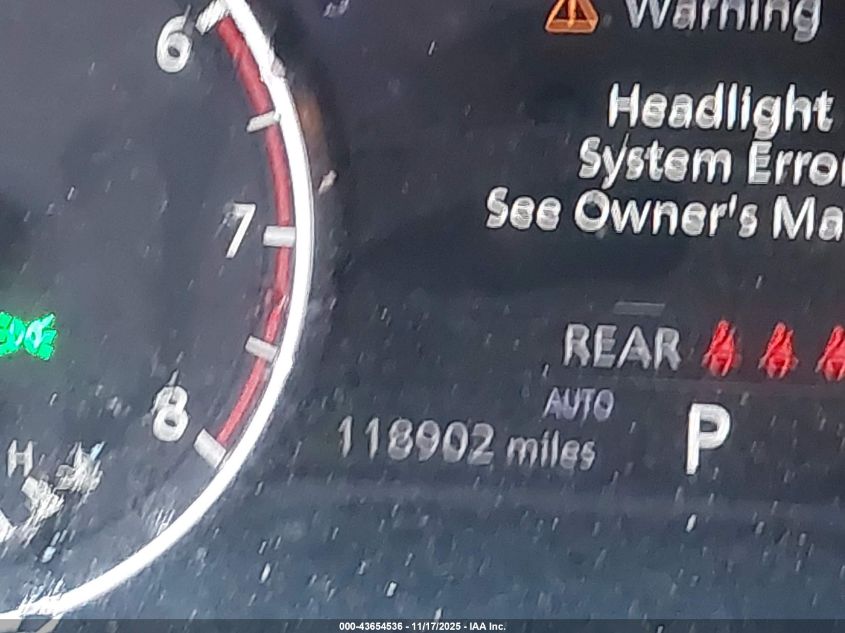 6
Warning
Headlight
System Error
See Owner's Ma
7
REAR
8
AUTO
118902 miles
P
H
000-43654536 - 11/17/2025 - IAA Inc.